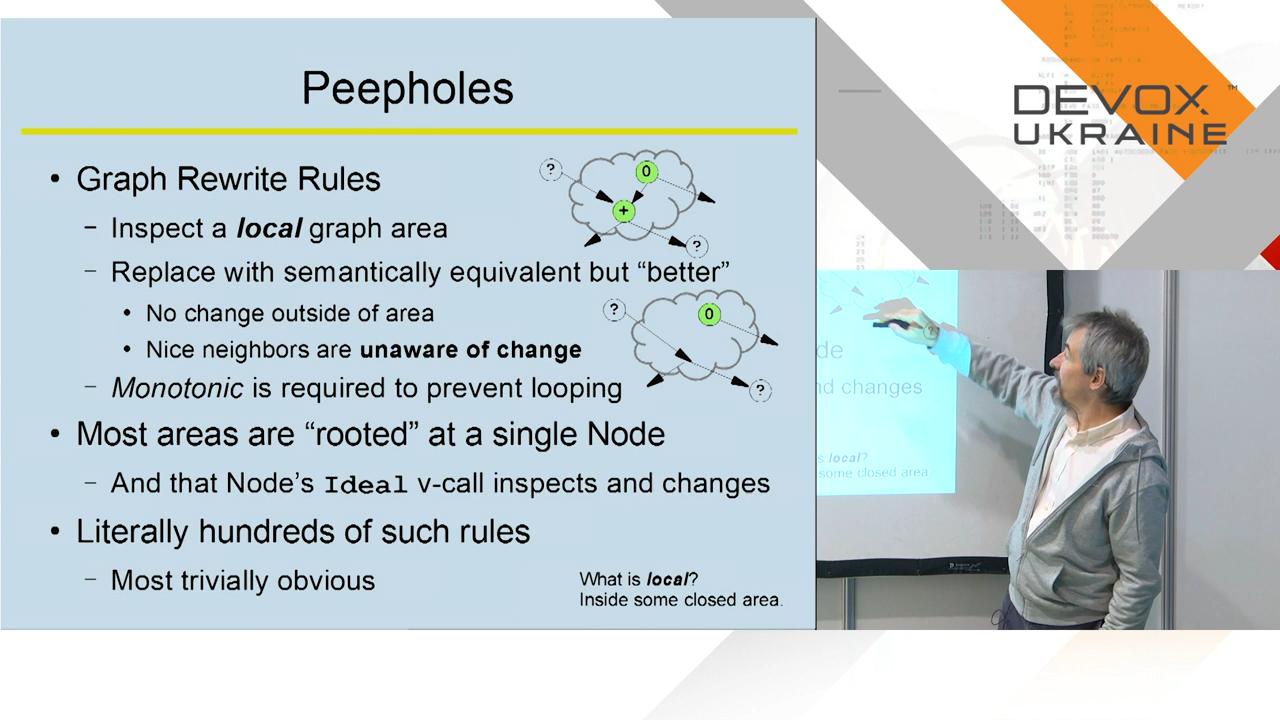 Peepholes
• Graph Rewrite Rules
– Inspect a local graph area
– Replace with semantically equivalent but “better”
• No change outside of area
• Nice neighbors are unaware of change
– Monotonic is required to prevent looping
• Most areas are “rooted” at a single Node
– And that Node’s Ideal v-call inspects and changes
• Literally hundreds of such rules
– Most trivially obvious
What is local?
Inside some closed area.
?
0
+
?
?
0
?
DEVOX™
UKRAINE
?
de
nd changes
s local?
some closed area